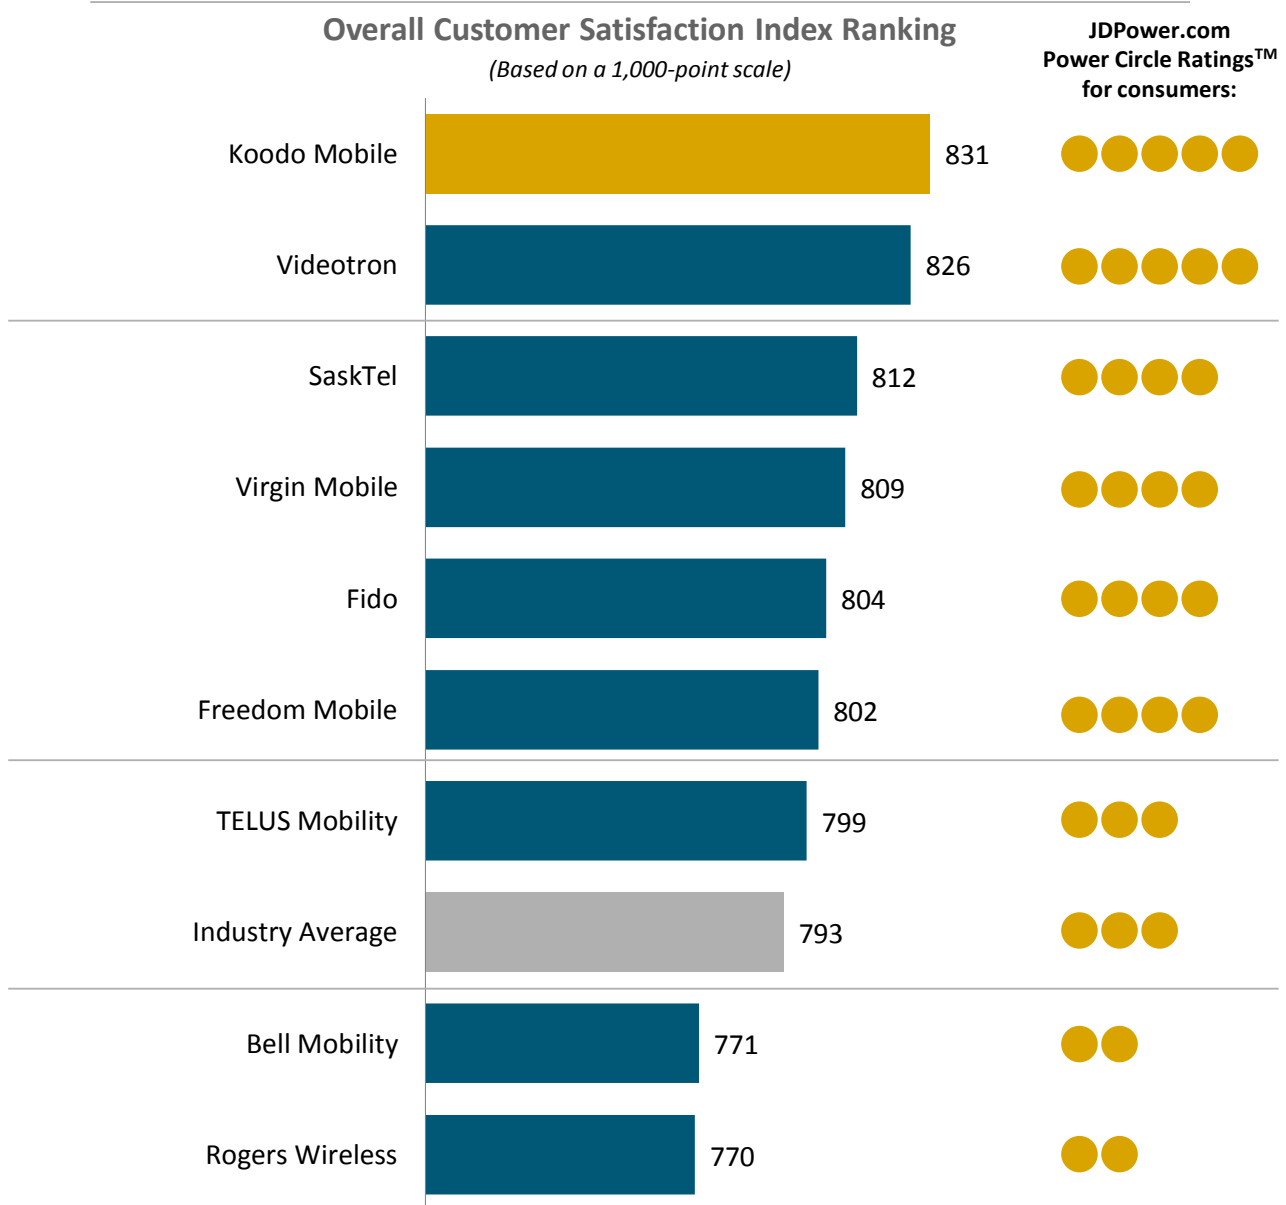 Overall Customer Satisfaction Index Ranking
(Based on a 1,000-point scale)
JDPower.com
Power Circle Ratings™
for consumers:
Koodo Mobile 831
Videotron 826
SaskTel 812
Virgin Mobile 809
Fido 804
Freedom Mobile 802
TELUS Mobility 799
Industry Average 793
Bell Mobility 771
Rogers Wireless 770